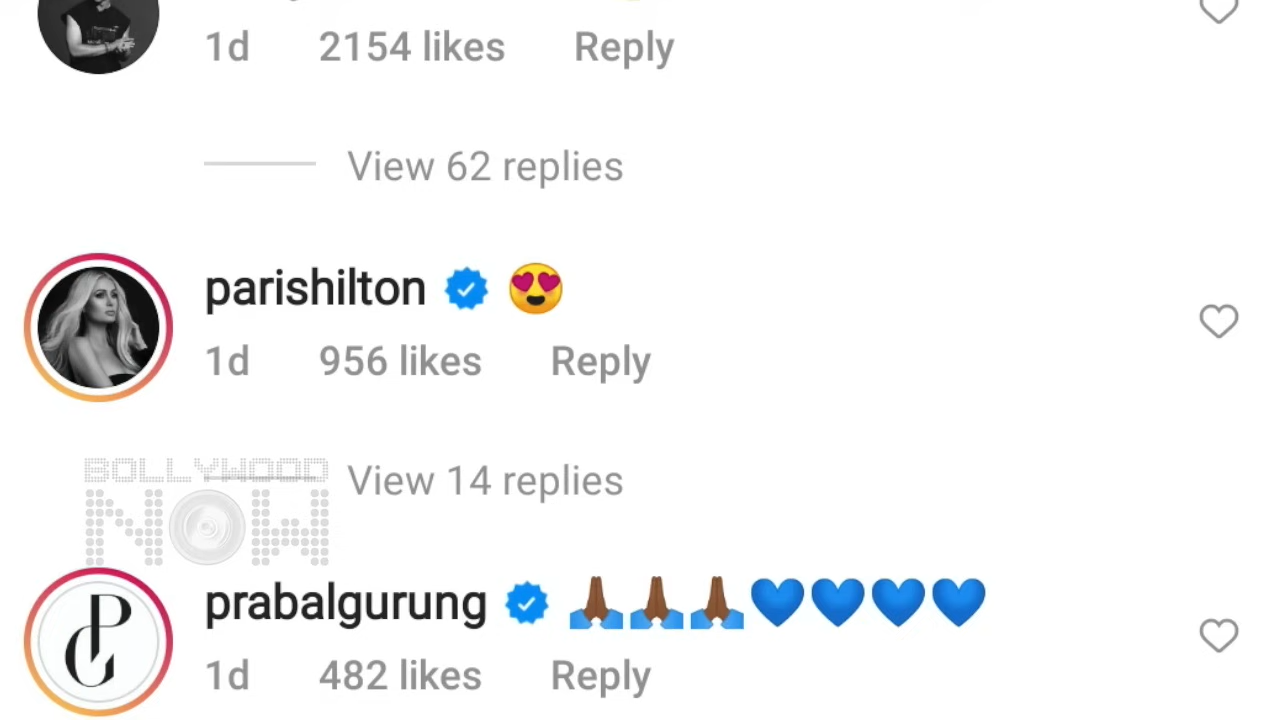 1d 2154 likes Reply
View 62 replies
parishilton 😍
1d 956 likes Reply
BOLLYWOOD
NOW
View 14 replies
prabalgurung 🙏🏾🙏🏾🙏🏾💙💙💙💙
1d 482 likes Reply